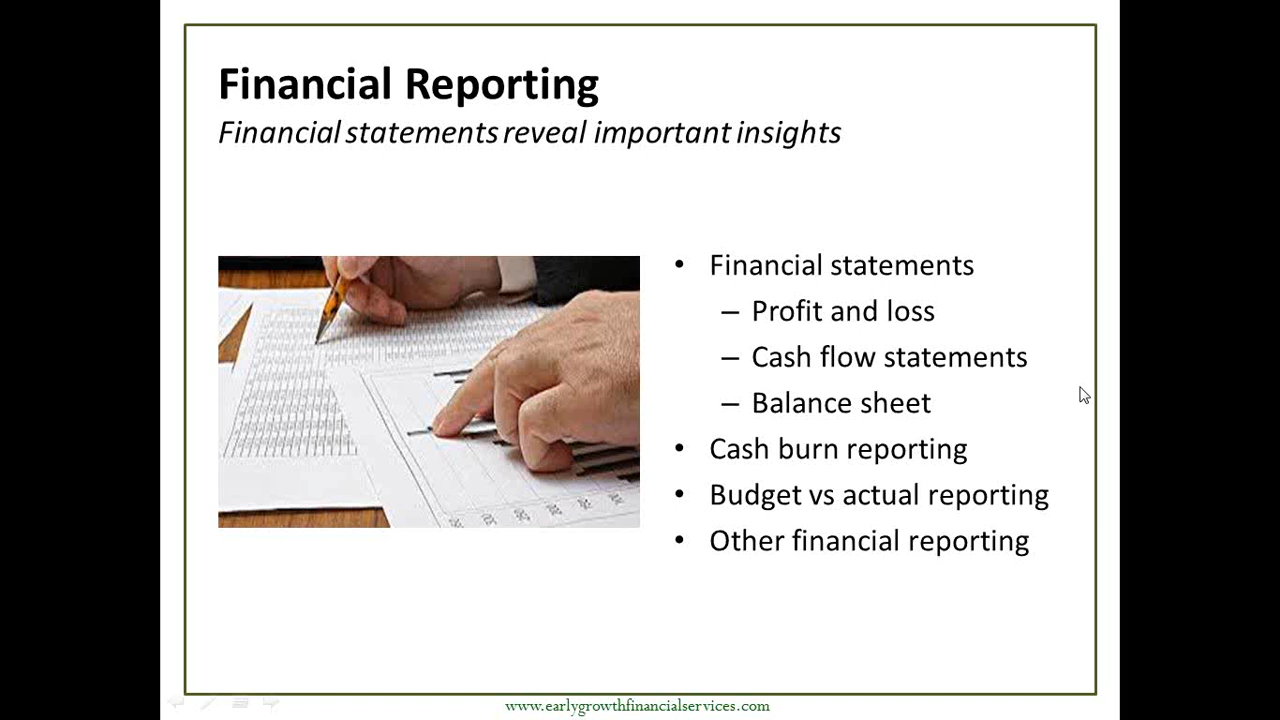 Financial Reporting
Financial statements reveal important insights
• Financial statements
– Profit and loss
– Cash flow statements
– Balance sheet
• Cash burn reporting
• Budget vs actual reporting
• Other financial reporting
www.earlygrowthfinancialservices.com